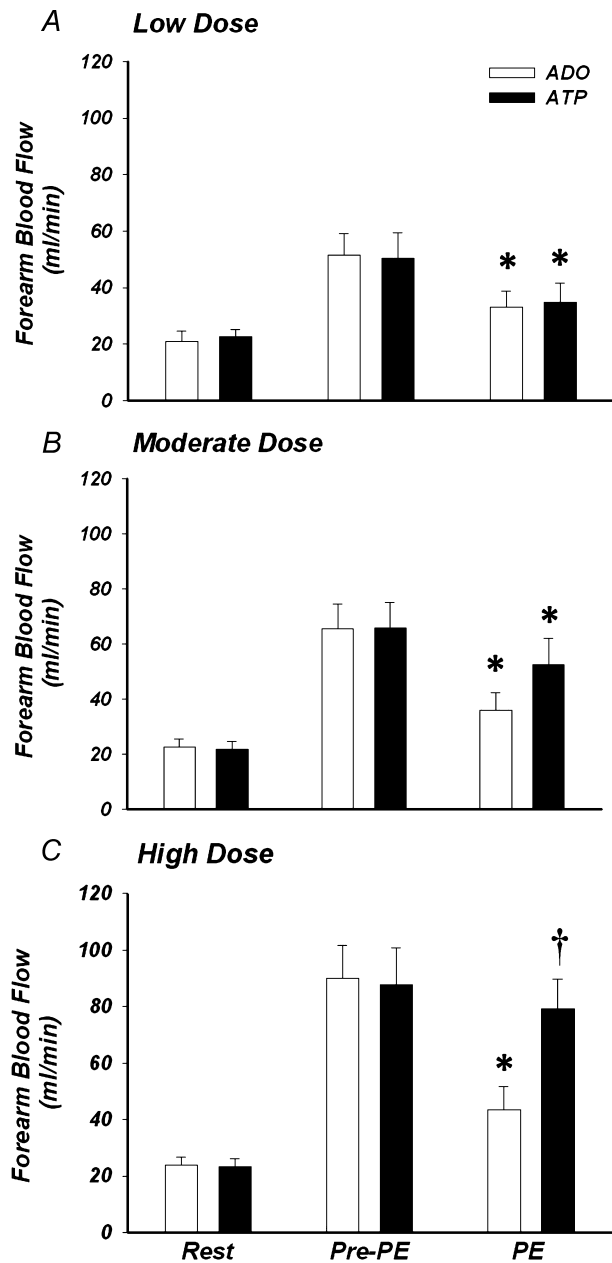 A Low Dose
120
100
80
60
40
20
0
Forearm Blood Flow
(ml/min)
ADO
ATP
* *
B Moderate Dose
120
100
80
60
40
20
0
Forearm Blood Flow
(ml/min)
* *
C High Dose
120
100
80
60
40
20
0
Forearm Blood Flow
(ml/min)
* †
Rest Pre-PE PE